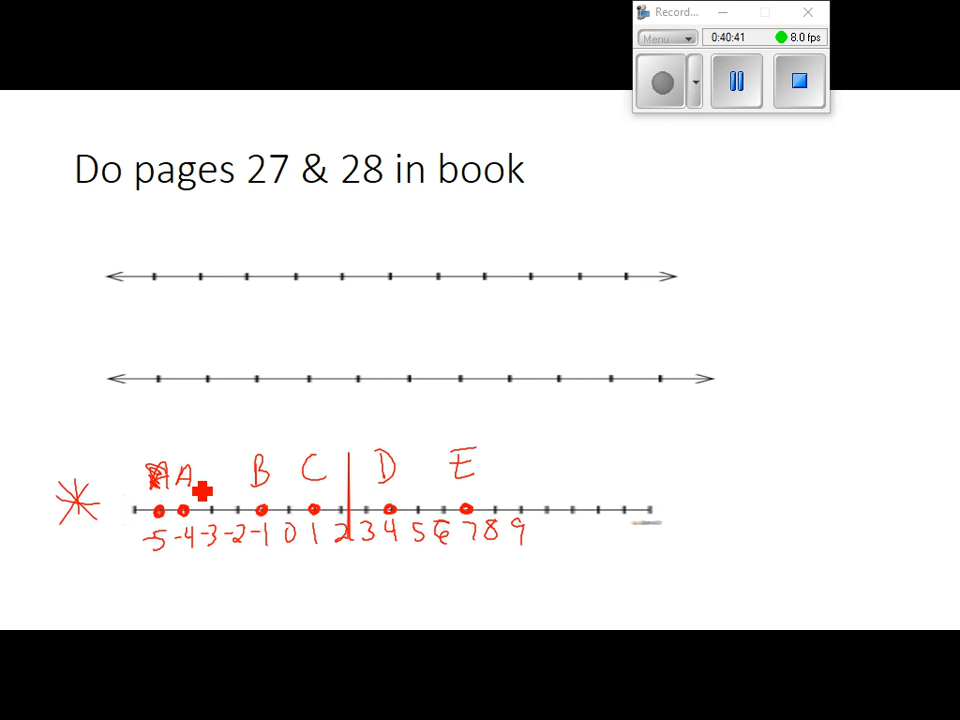 Record...
Menu 0:40:41 8.0 fps
Do pages 27 & 28 in book
A B C D E
-5 -4 -3 -2 -1 0 1 2 3 4 5 6 7 8 9